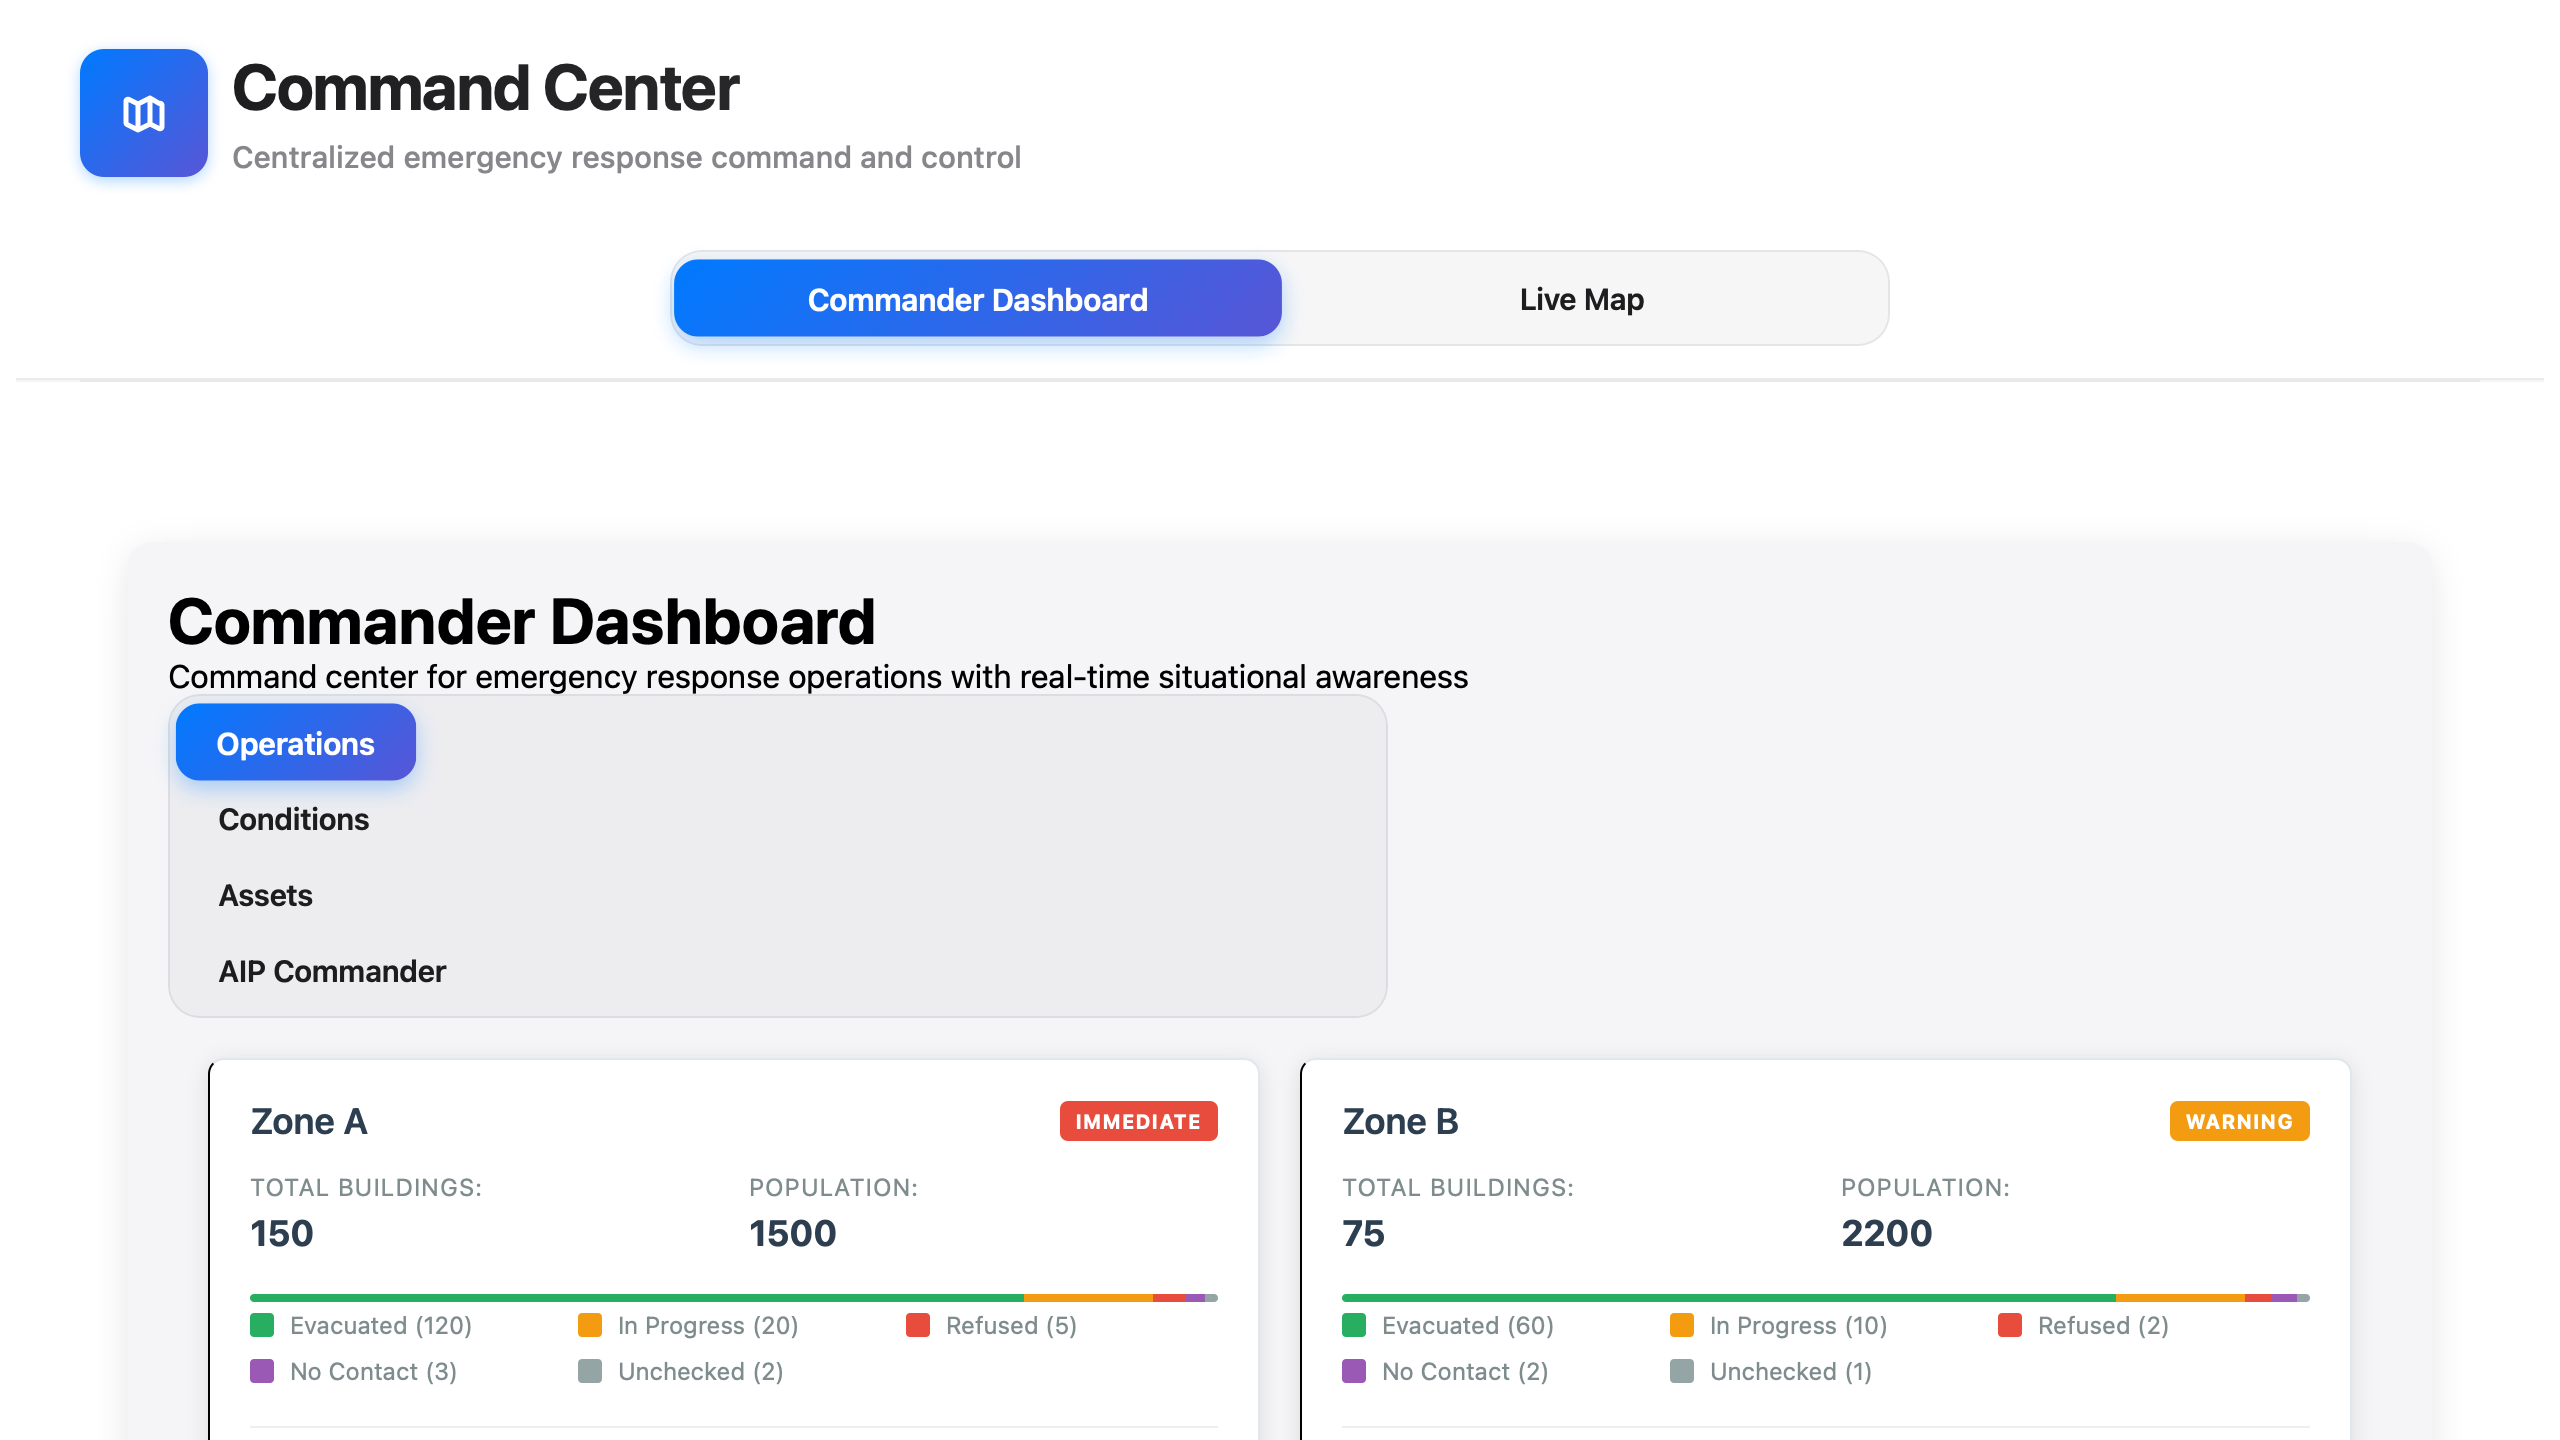 Command Center
Centralized emergency response command and control
Commander Dashboard
Live Map
Commander Dashboard
Command center for emergency response operations with real-time situational awareness
Operations
Conditions
Assets
AIP Commander
Zone A
IMMEDIATE
TOTAL BUILDINGS:
POPULATION:
150
1500
Evacuated (120)
In Progress (20)
Refused (5)
No Contact (3)
Unchecked (2)
Zone B
WARNING
TOTAL BUILDINGS:
POPULATION:
75
2200
Evacuated (60)
In Progress (10)
Refused (2)
No Contact (2)
Unchecked (1)